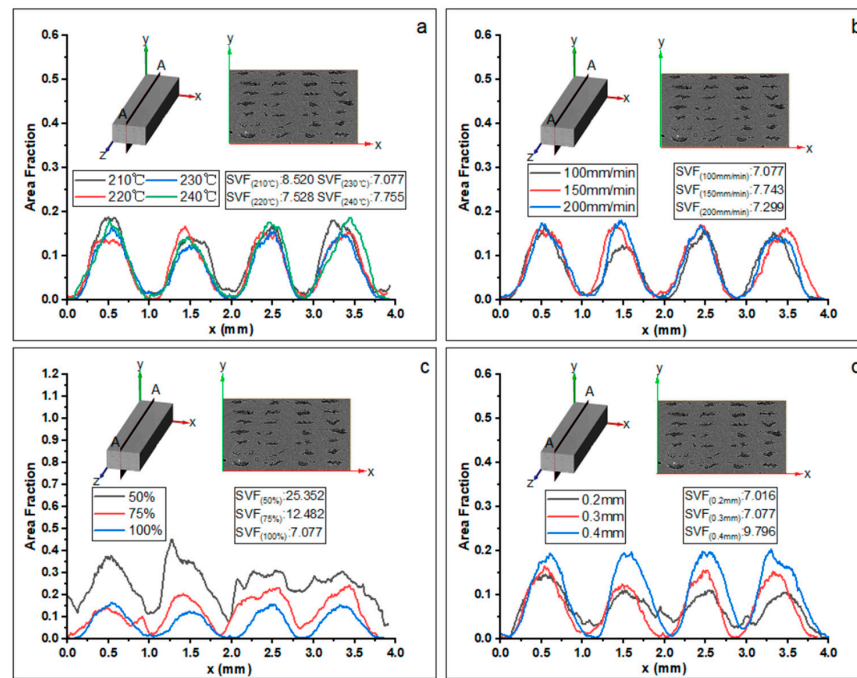 a
y
A
A
x
z
y
x
Area Fraction
0.6
0.5
0.4
0.3
0.2
0.1
0.0
210℃ 230℃
220℃ 240℃
SVF(210℃):8.520 SVF(230℃):7.077
SVF(220℃):7.528 SVF(240℃):7.755
0.0 0.5 1.0 1.5 2.0 2.5 3.0 3.5 4.0
x (mm)
b
y
A
A
x
z
y
x
Area Fraction
0.6
0.5
0.4
0.3
0.2
0.1
0.0
100mm/min
150mm/min
200mm/min
SVF(100mm/min):7.077
SVF(150mm/min):7.743
SVF(200mm/min):7.299
0.0 0.5 1.0 1.5 2.0 2.5 3.0 3.5 4.0
x (mm)
c
y
A
A
x
z
y
x
Area Fraction
1.2
1.1
1.0
0.9
0.8
0.7
0.6
0.5
0.4
0.3
0.2
0.1
0.0
50%
75%
100%
SVF(50%):25.352
SVF(75%):12.482
SVF(100%):7.077
0.0 0.5 1.0 1.5 2.0 2.5 3.0 3.5 4.0
x (mm)
y
A
A
x
z
y
x
Area Fraction
0.6
0.5
0.4
0.3
0.2
0.1
0.0
0.2mm
0.3mm
0.4mm
SVF(0.2mm):7.016
SVF(0.3mm):7.077
SVF(0.4mm):9.796
0.0 0.5 1.0 1.5 2.0 2.5 3.0 3.5 4.0
x (mm)